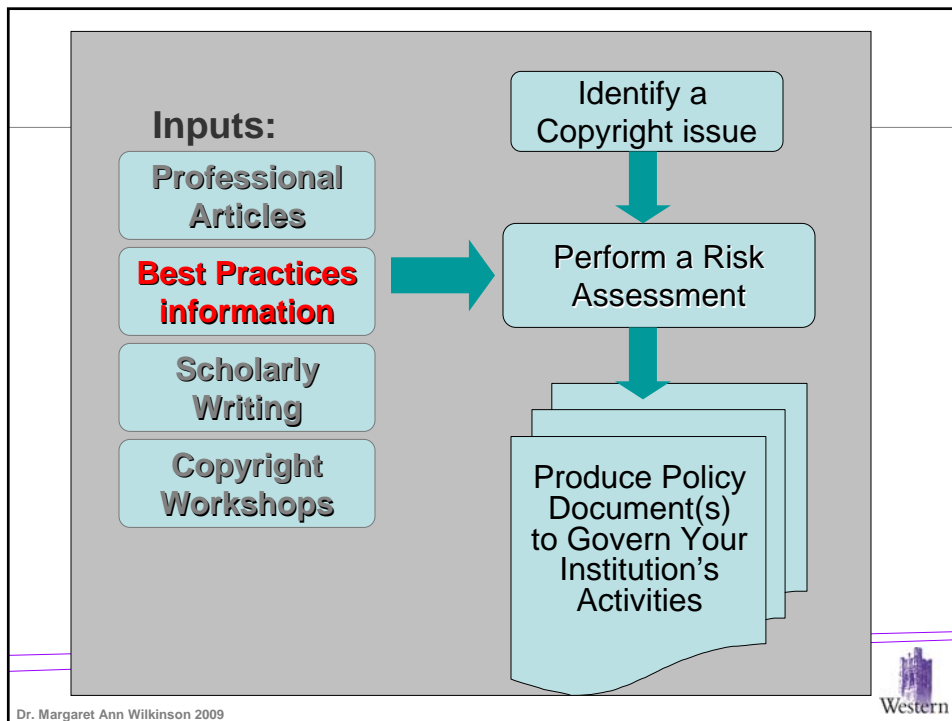 Inputs:
Professional
Articles
Best Practices
information
Scholarly
Writing
Copyright
Workshops
Identify a
Copyright issue
Perform a Risk
Assessment
Produce Policy
Document(s)
to Govern Your
Institution's
Activities
Dr. Margaret Ann Wilkinson 2009
Western